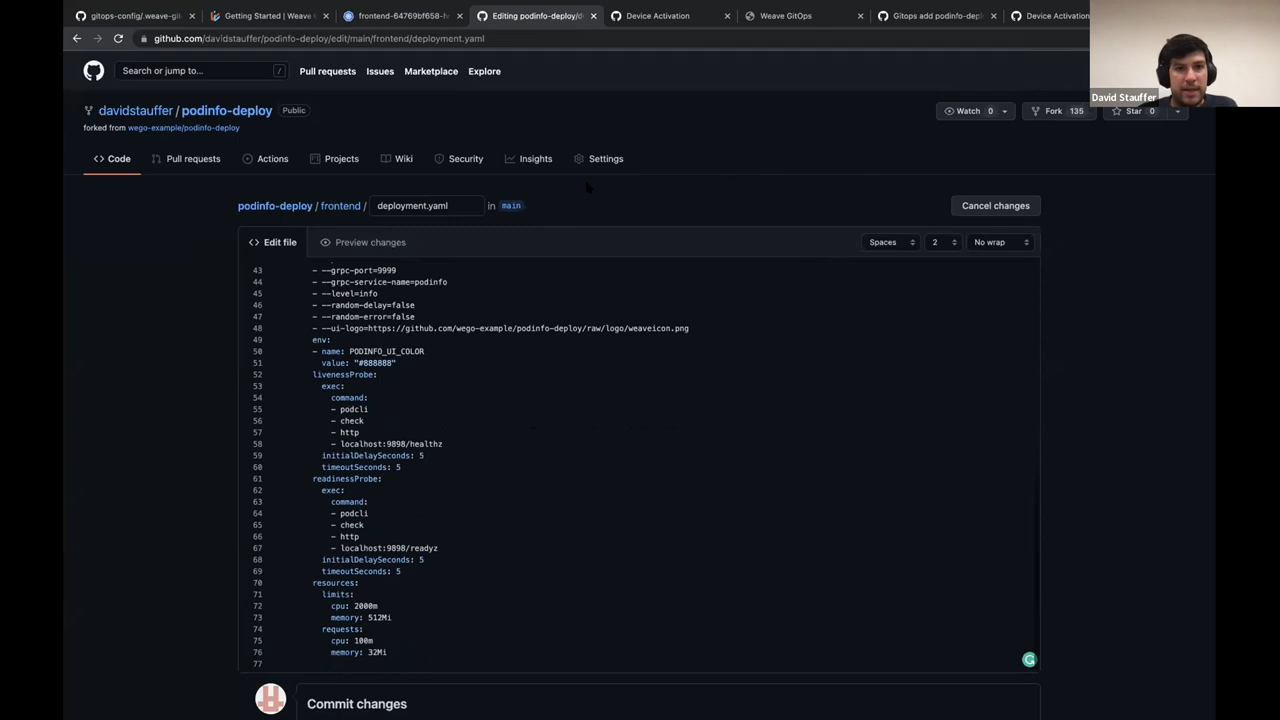 gitops-config/.weave-git
Getting Started | Weave
frontend-64769bf658-h
Editing podinfo-deploy/d
Device Activation
Weave GitOps
Gitops add podinfo-dep
Device Activation
github.com/davidstauffer/podinfo-deploy/edit/main/frontend/deployment.yaml
David Stauffer
Search or jump to... /
Pull requests Issues Marketplace Explore
davidstauffer / podinfo-deploy Public
Watch 0 Fork 135 Star 0
forked from wego-example/podinfo-deploy
<> Code Pull requests Actions Projects Wiki Security Insights Settings
podinfo-deploy / frontend / deployment.yaml in main Cancel changes
<> Edit file Preview changes Spaces 2 No wrap
43 - --grpc-port=9999
44 - --grpc-service-name=podinfo
45 - --level=info
46 - --random-delay=false
47 - --random-error=false
48 - --ui-logo=https://github.com/wego-example/podinfo-deploy/raw/logo/weaveicon.png
49 env:
50 - name: PODINFO_UI_COLOR
51 value: "#888888"
52 livenessProbe:
53 exec:
54 command:
55 - podcli
56 - check
57 - http
58 - localhost:9898/healthz
59 initialDelaySeconds: 5
60 timeoutSeconds: 5
61 readinessProbe:
62 exec:
63 command:
64 - podcli
65 - check
66 - http
67 - localhost:9898/readyz
68 initialDelaySeconds: 5
69 timeoutSeconds: 5
70 resources:
71 limits:
72 cpu: 2000m
73 memory: 512Mi
74 requests:
75 cpu: 100m
76 memory: 32Mi
77
Commit changes